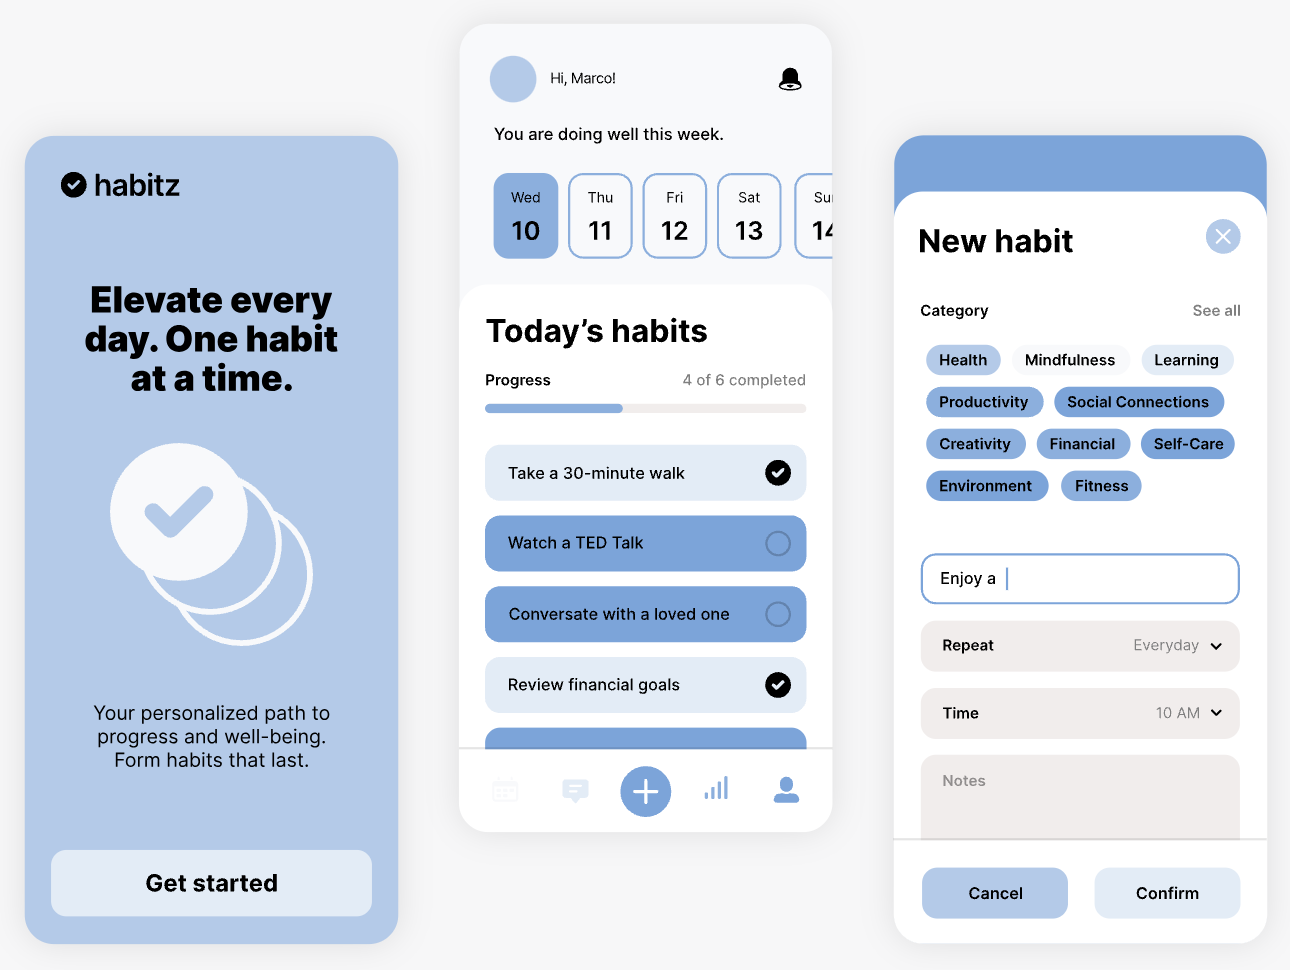 habitz
Elevate every
day. One habit
at a time.
Your personalized path to
progress and well-being.
Form habits that last.
Get started
Hi, Marco!
You are doing well this week.
Wed Thu Fri Sat Sun
10 11 12 13 14
Today’s habits
Progress 4 of 6 completed
Take a 30-minute walk
Watch a TED Talk
Conversate with a loved one
Review financial goals
New habit
Category See all
Health Mindfulness Learning
Productivity Social Connections
Creativity Financial Self-Care
Environment Fitness
Enjoy a
Repeat Everyday
Time 10 AM
Notes
Cancel Confirm